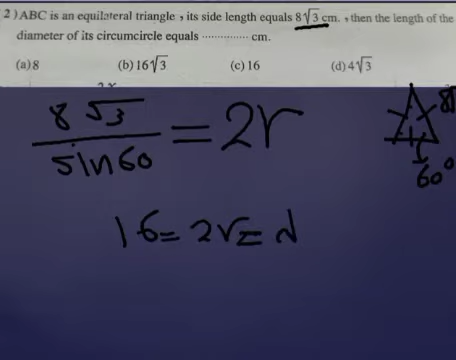 2) ABC is an equilateral triangle , its side length equals 8√3 cm. , then the length of the
diameter of its circumcircle equals ............... cm.
(a) 8 (b) 16√3 (c) 16 (d) 4√3
8√3 / sin60 = 2r
60°
16 = 2r = d